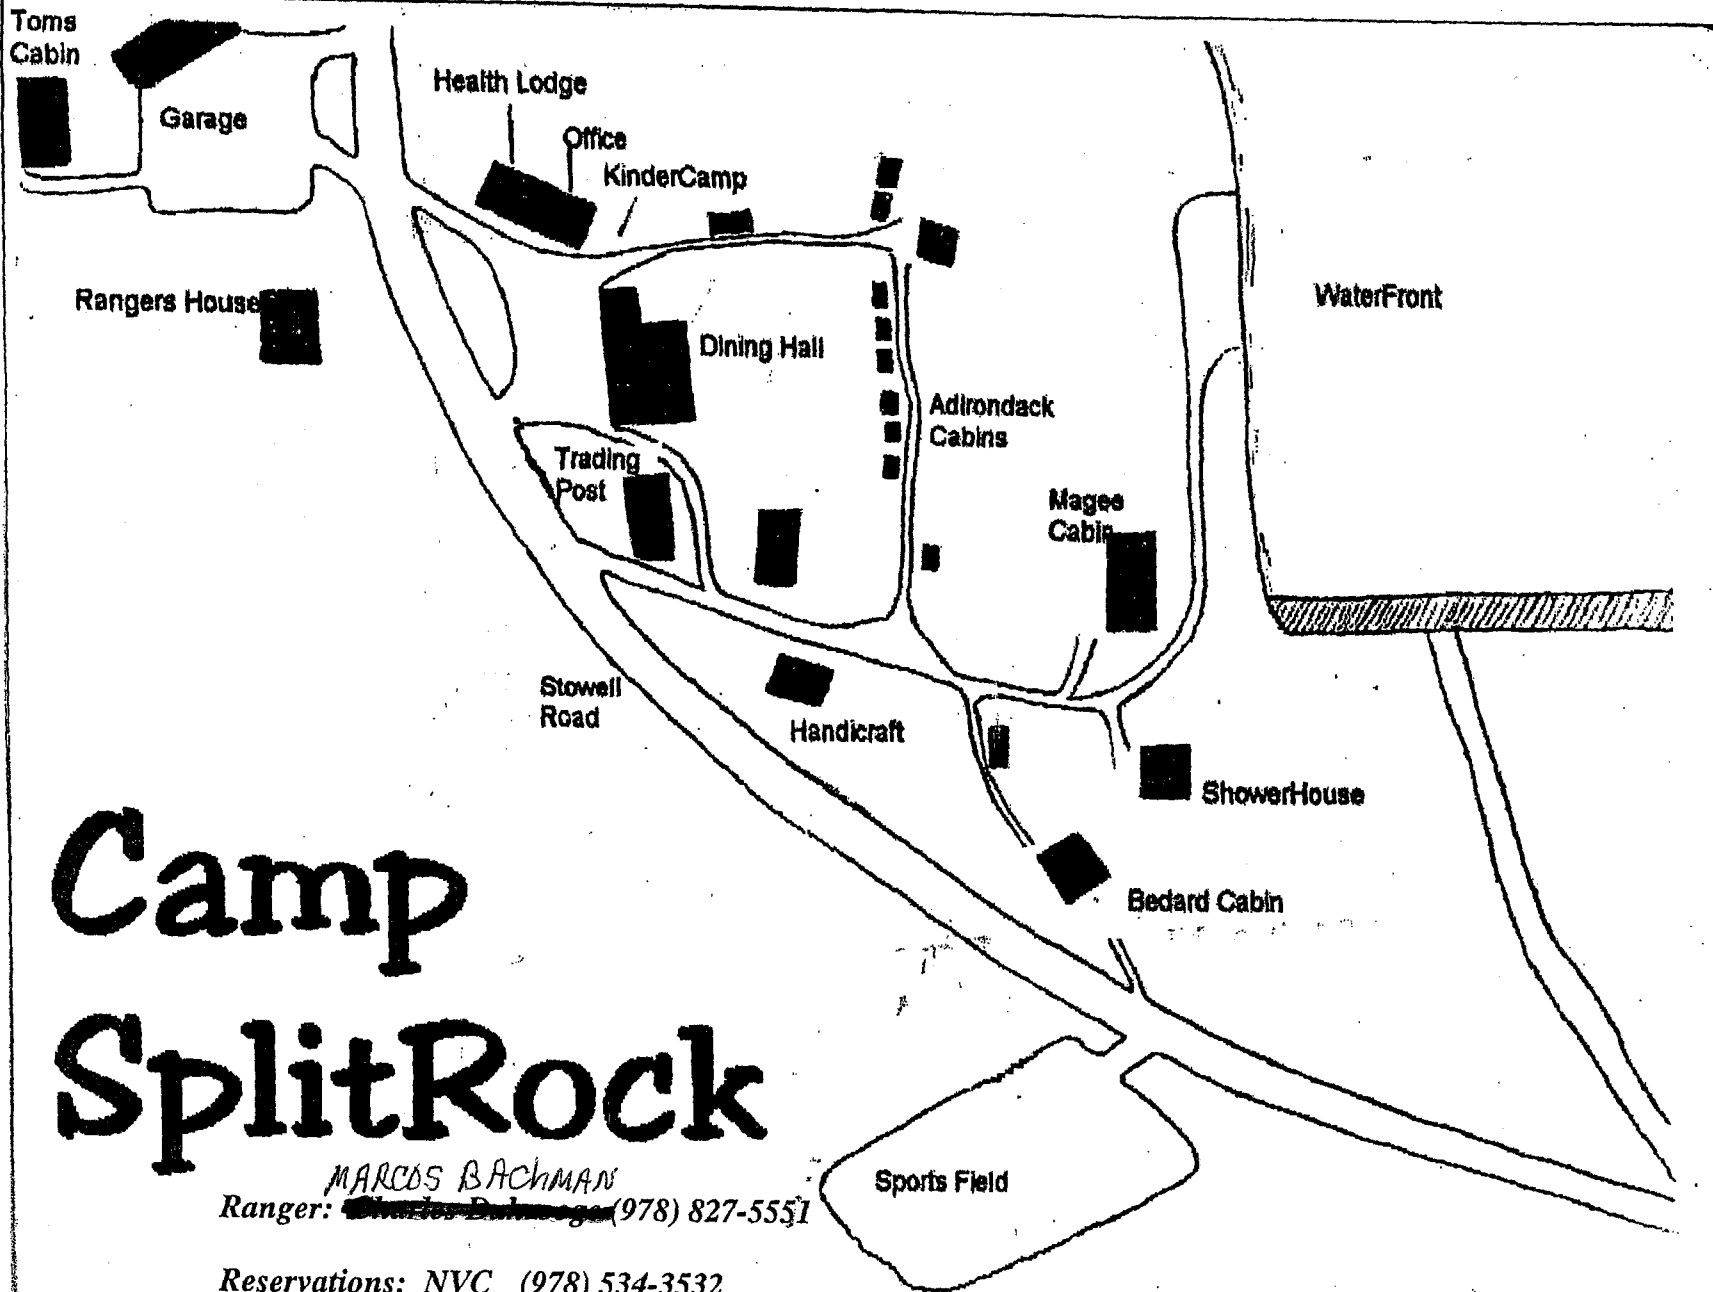 Toms
Cabin
Garage
Health Lodge
Office
KinderCamp
Rangers House
Dining Hall
WaterFront
Adirondack
Cabins
Trading
Post
Magee
Cabin
Stowell
Road
Handicraft
ShowerHouse
Bedard Cabin
Camp
SplitRock
Sports Field
MARCOS BACHMAN
Ranger: (978) 827-5551
Reservations: NVC (978) 534-3532